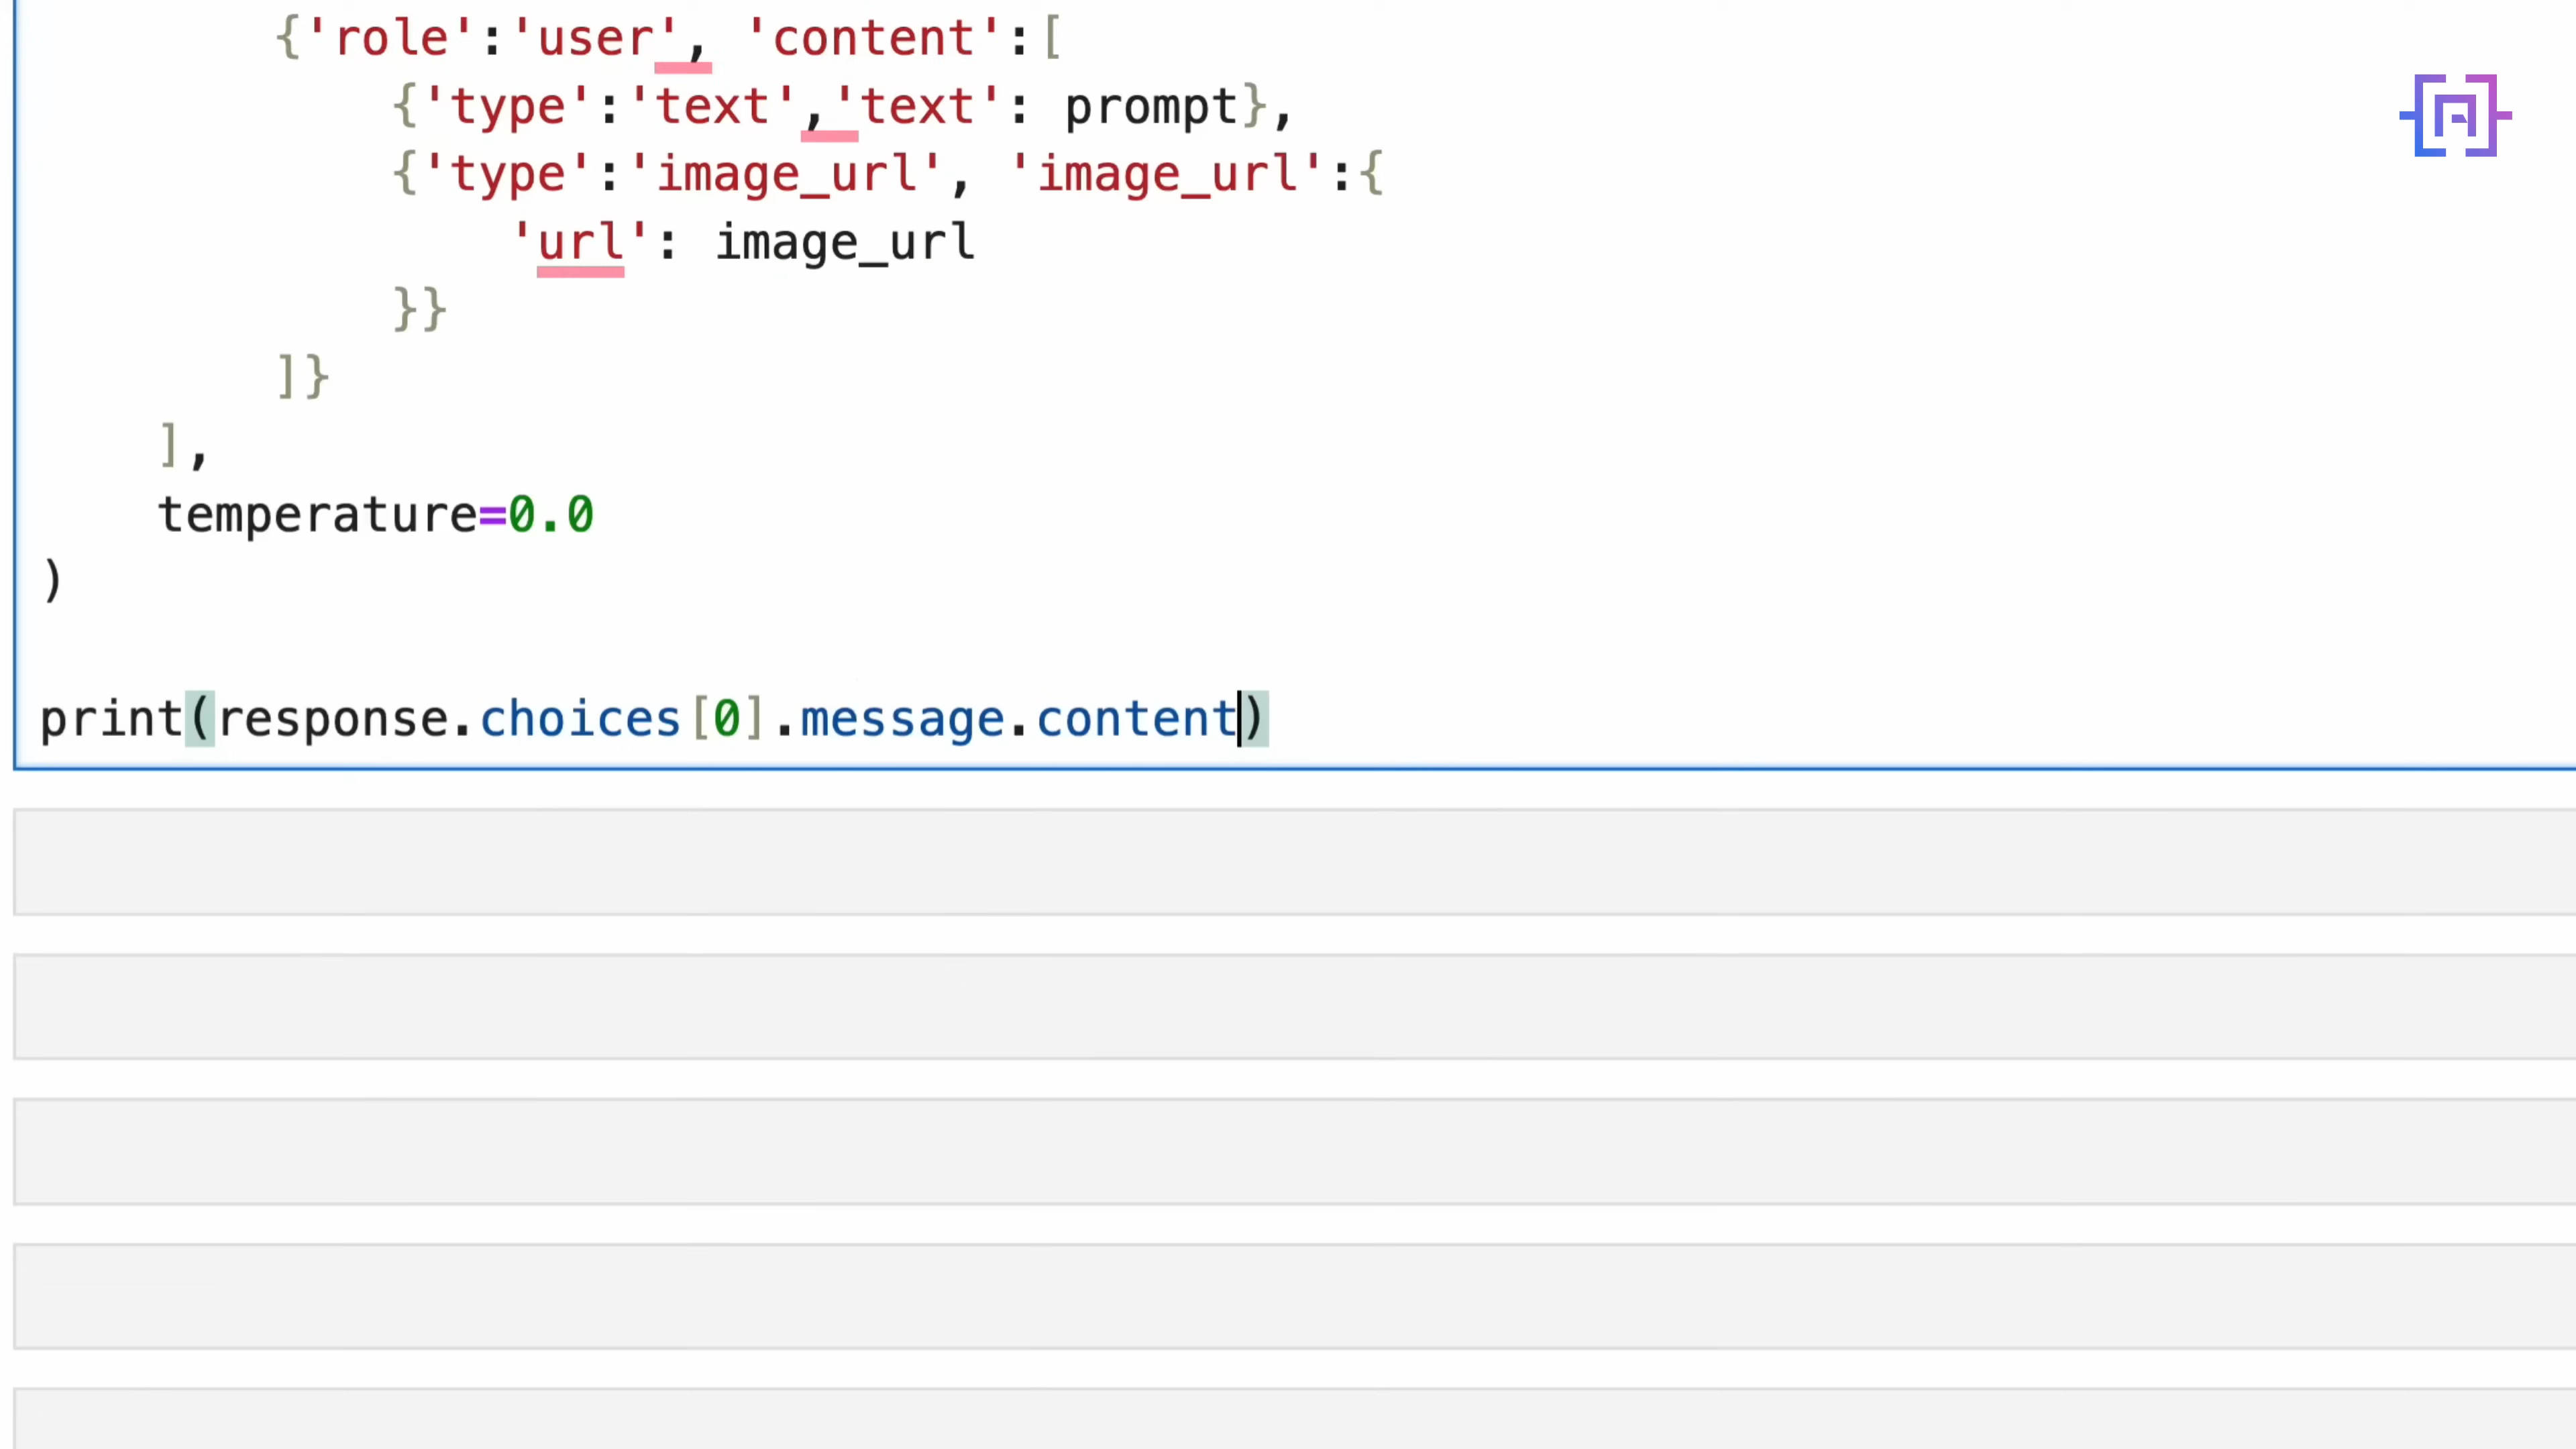 {'role':'user', 'content':[
{'type':'text','text': prompt},
{'type':'image_url', 'image_url':{
'url': image_url
}}
]}
],
temperature=0.0
)
print(response.choices[0].message.content)